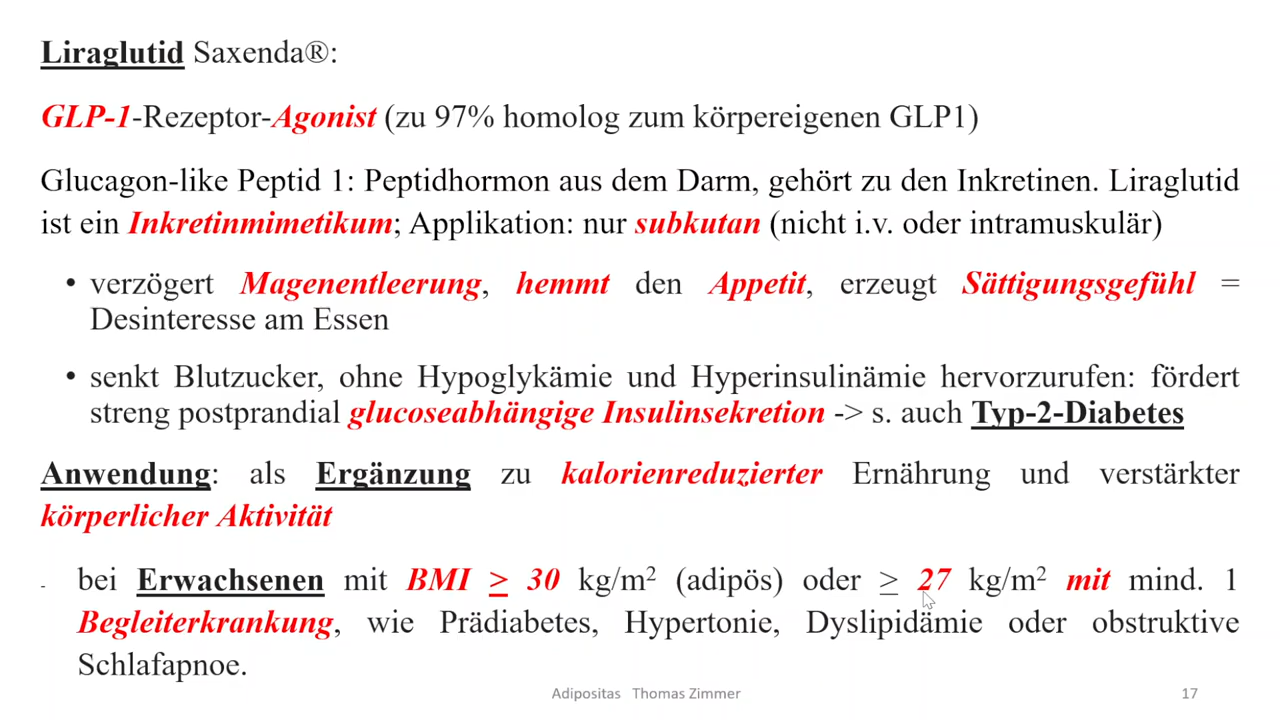 Liraglutid Saxenda®:
GLP-1-Rezeptor-Agonist (zu 97% homolog zum körpereigenen GLP1)
Glucagon-like Peptid 1: Peptidhormon aus dem Darm, gehört zu den Inkretinen. Liraglutid
ist ein Inkretinmimetikum; Applikation: nur subkutan (nicht i.v. oder intramuskulär)
• verzögert Magenentleerung, hemmt den Appetit, erzeugt Sättigungsgefühl =
Desinteresse am Essen
• senkt Blutzucker, ohne Hypoglykämie und Hyperinsulinämie hervorzurufen: fördert
streng postprandial glucoseabhängige Insulinsekretion -> s. auch Typ-2-Diabetes
Anwendung: als Ergänzung zu kalorienreduzierter Ernährung und verstärkter
körperlicher Aktivität
- bei Erwachsenen mit BMI ≥ 30 kg/m² (adipös) oder ≥ 27 kg/m² mit mind. 1
Begleiterkrankung, wie Prädiabetes, Hypertonie, Dyslipidämie oder obstruktive
Schlafapnoe.
Adipositas Thomas Zimmer
17